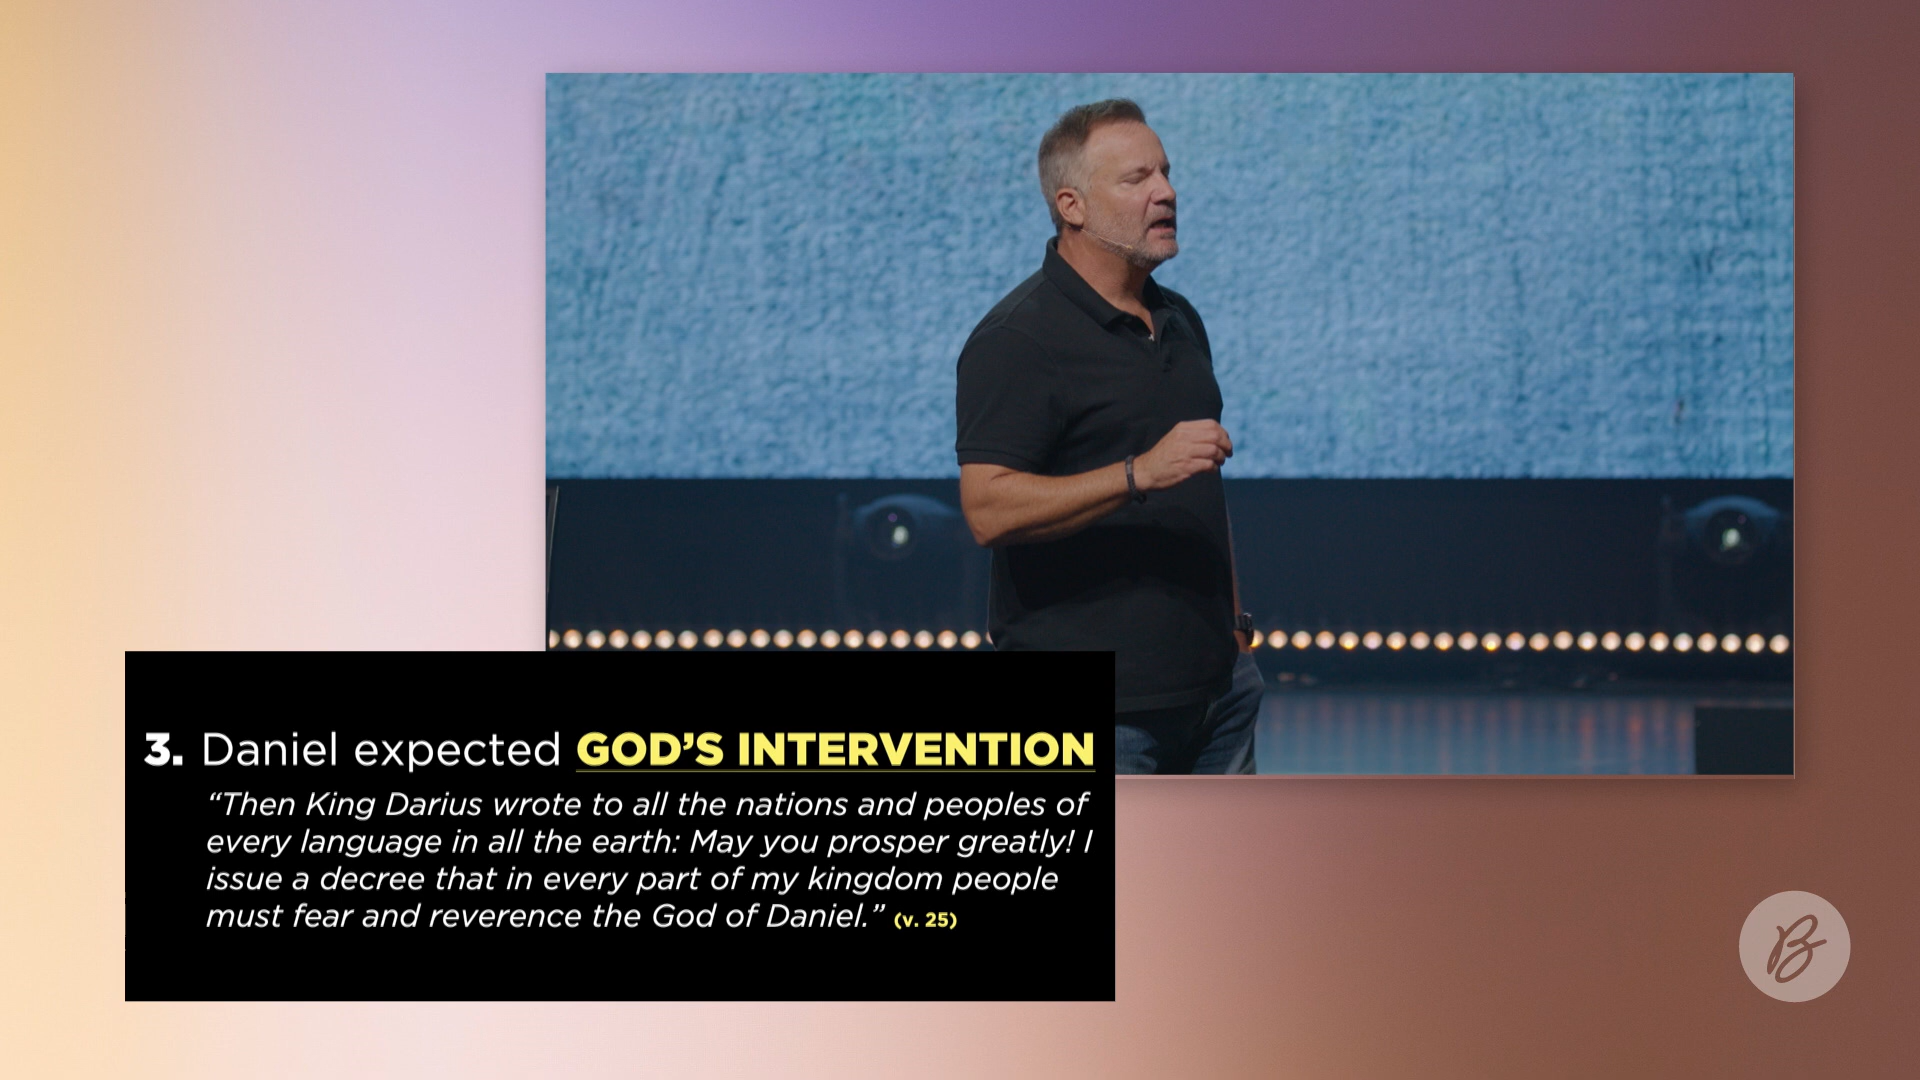 3. Daniel expected GOD'S INTERVENTION
“Then King Darius wrote to all the nations and peoples of
every language in all the earth: May you prosper greatly! I
issue a decree that in every part of my kingdom people
must fear and reverence the God of Daniel.” (v. 25)
B